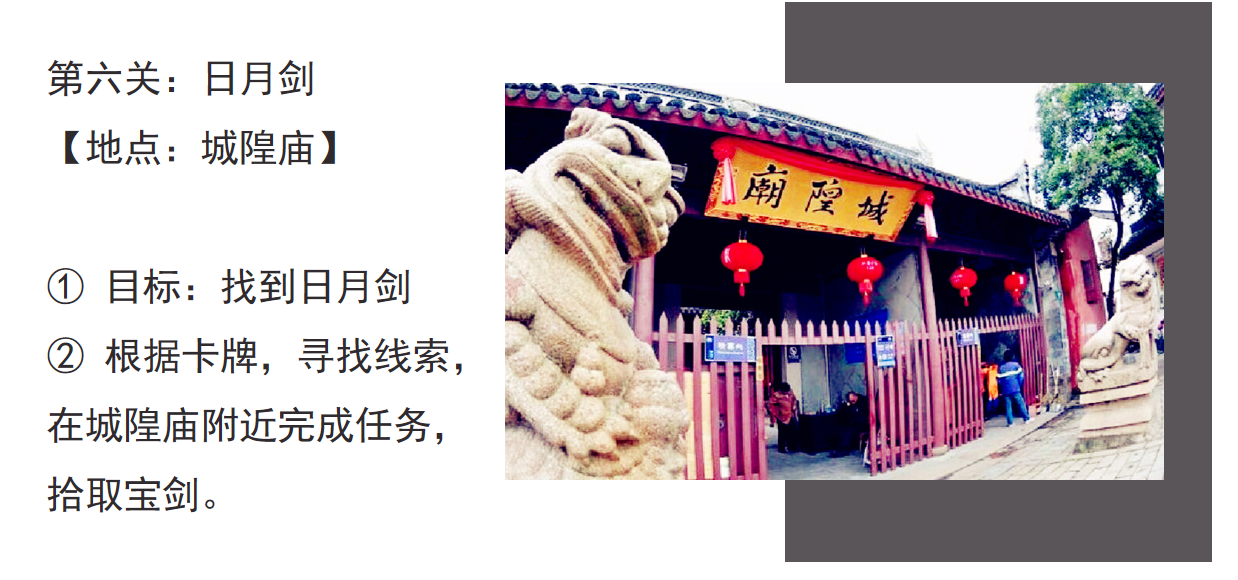 第六关：日月剑
【地点：城隍庙】
① 目标：找到日月剑
② 根据卡牌，寻找线索，
在城隍庙附近完成任务，
拾取宝剑。
廟隍城